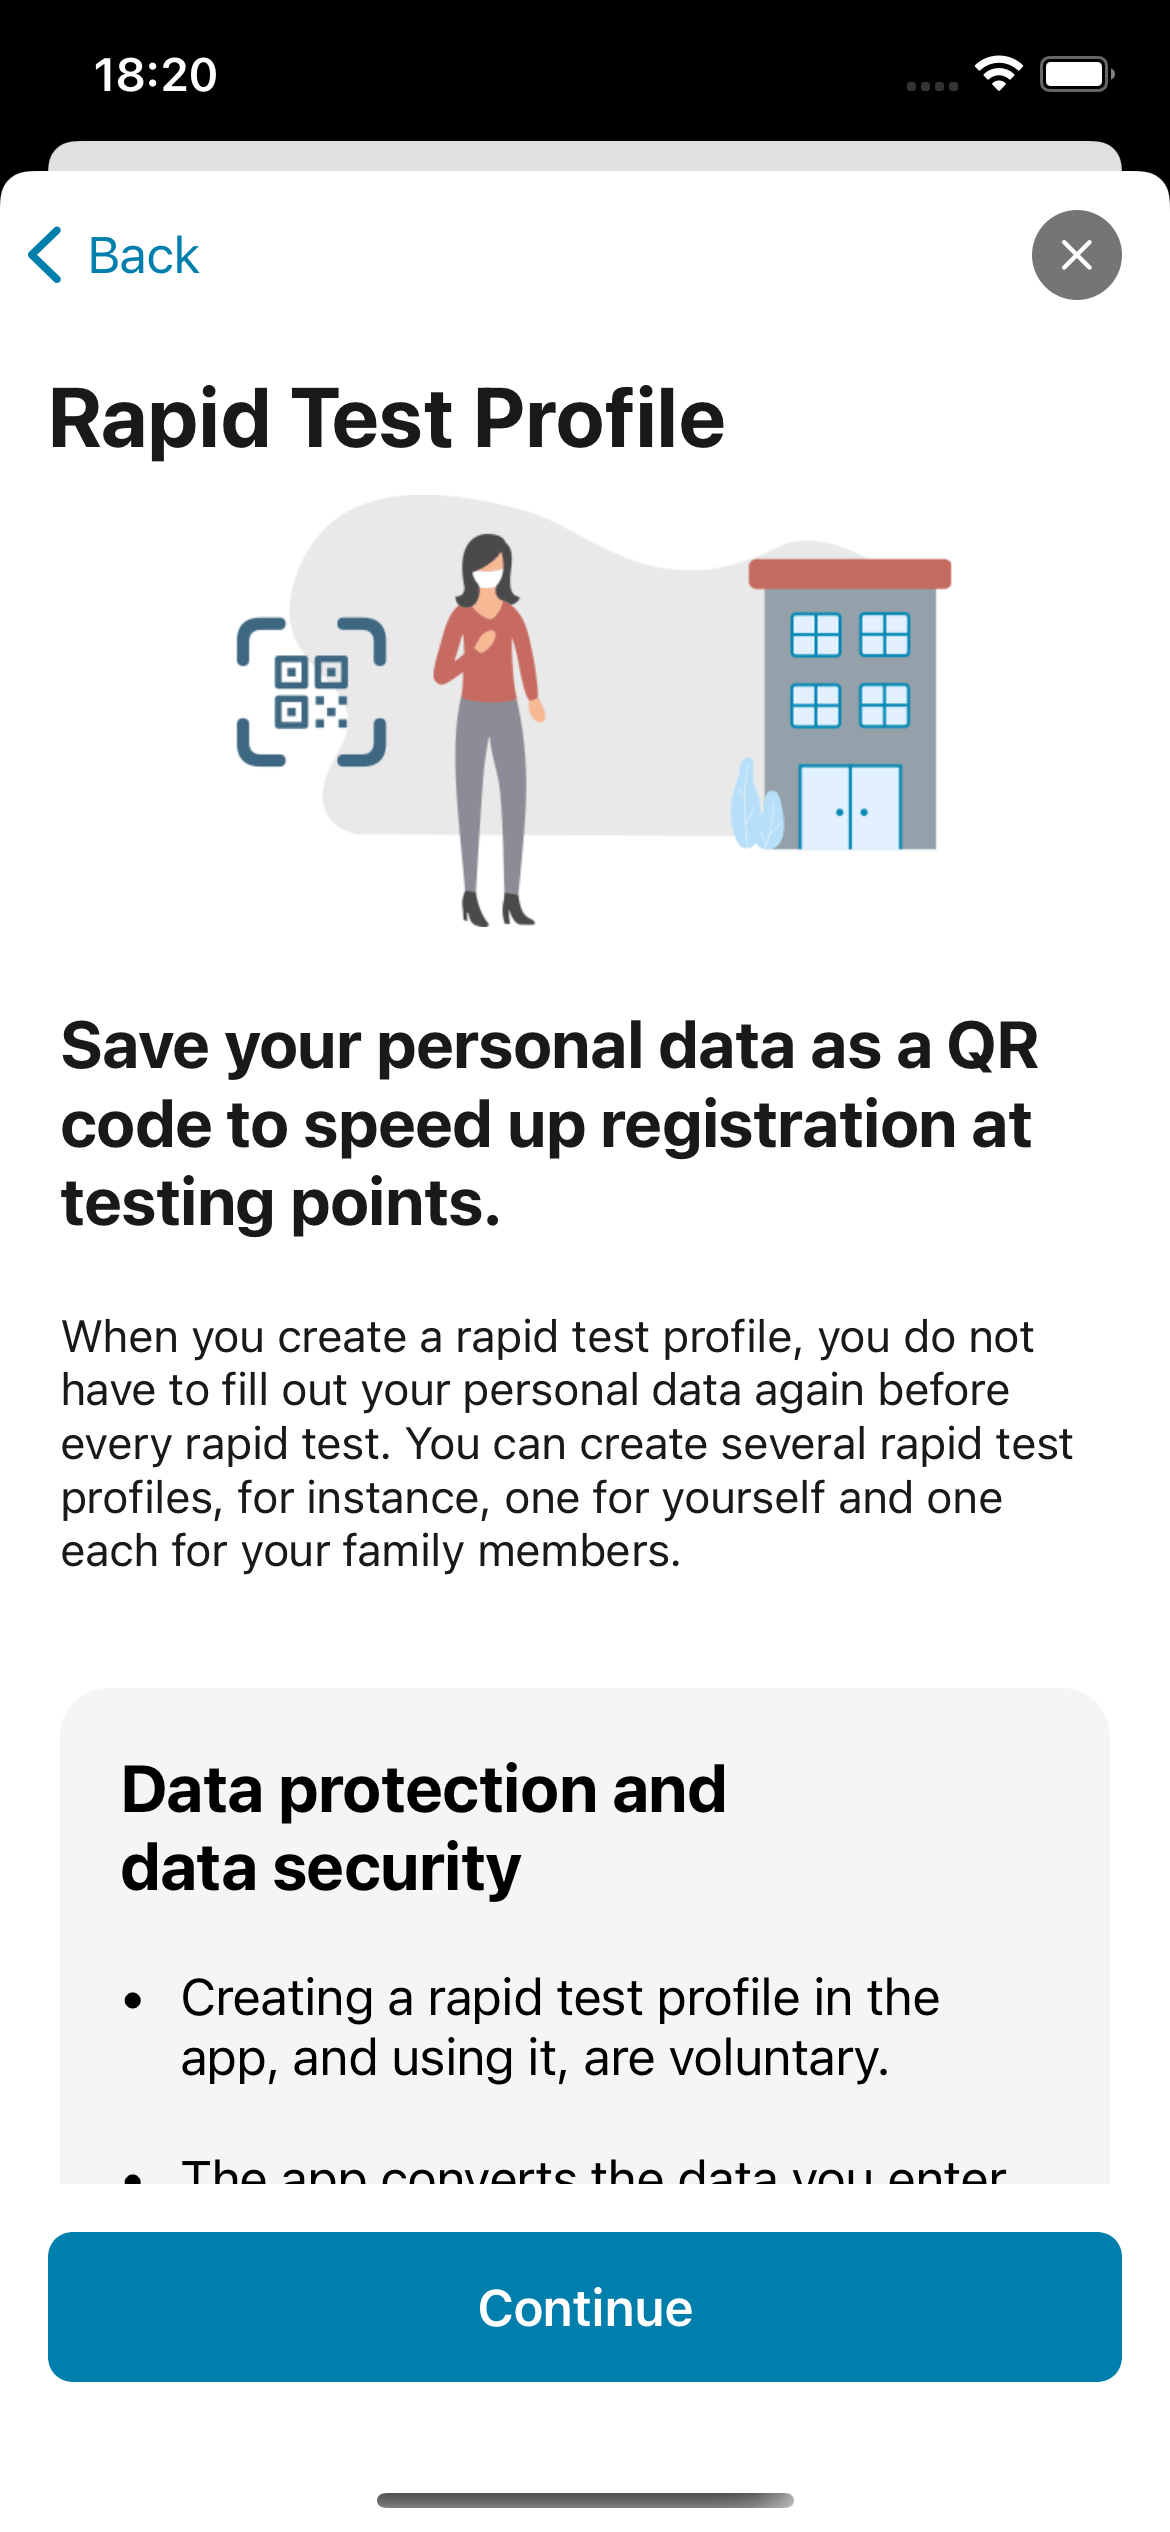 18:20
Back
Rapid Test Profile
Save your personal data as a QR
code to speed up registration at
testing points.
When you create a rapid test profile, you do not
have to fill out your personal data again before
every rapid test. You can create several rapid test
profiles, for instance, one for yourself and one
each for your family members.
Data protection and
data security
• Creating a rapid test profile in the
app, and using it, are voluntary.
• The app converts the data you enter
Continue